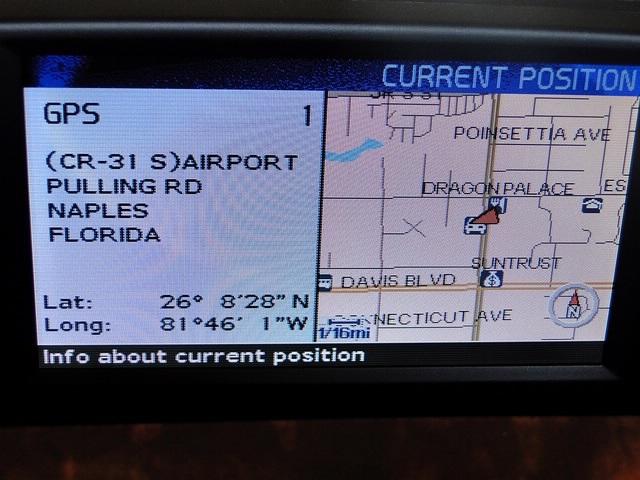 CURRENT POSITION
GPS 1
(CR-31 S)AIRPORT
PULLING RD
NAPLES
FLORIDA
Lat: 26° 8'28" N
Long: 81°46' 1"W
POINSETTIA AVE
DRAGON PALACE
ES
SUNTRUST
DAVIS BLVD
NECTICUT AVE
N
1/16mi
Info about current position